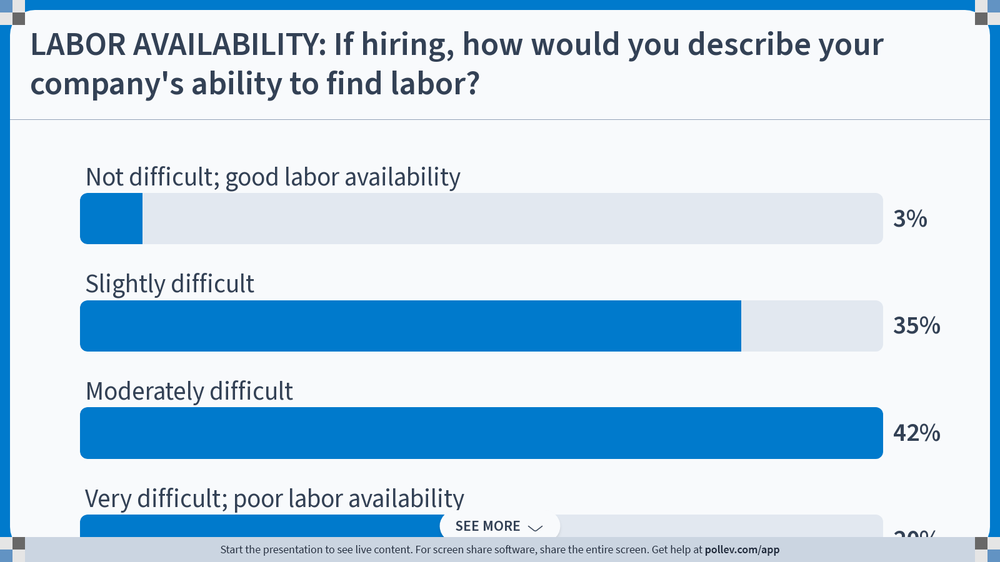 LABOR AVAILABILITY: If hiring, how would you describe your
company's ability to find labor?
Not difficult; good labor availability
3%
Slightly difficult
35%
Moderately difficult
42%
Very difficult; poor labor availability
SEE MORE
Start the presentation to see live content. For screen share software, share the entire screen. Get help at pollev.com/app